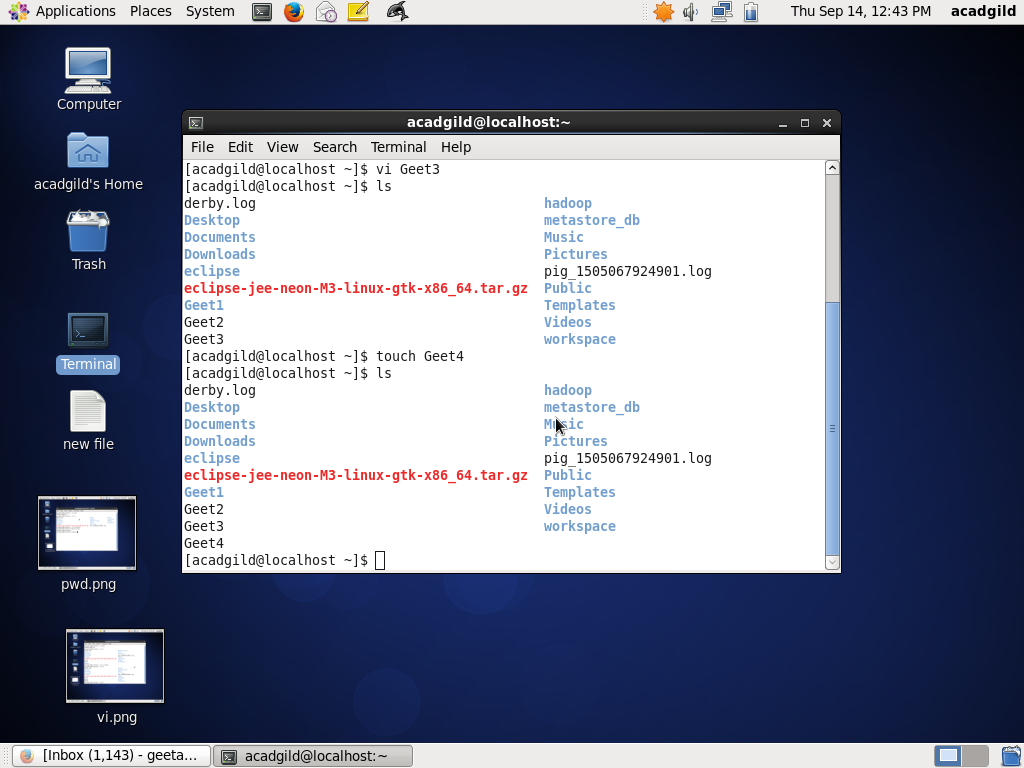 Applications Places System Thu Sep 14, 12:43 PM acadgild
Computer
acadgild's Home
Trash
Terminal
new file
pwd.png
vi.png
acadgild@localhost:~
File Edit View Search Terminal Help
[acadgild@localhost ~]$ vi Geet3
[acadgild@localhost ~]$ ls
derby.log hadoop
Desktop metastore_db
Documents Music
Downloads Pictures
eclipse pig_1505067924901.log
eclipse-jee-neon-M3-linux-gtk-x86_64.tar.gz Public
Geet1 Templates
Geet2 Videos
Geet3 workspace
[acadgild@localhost ~]$ touch Geet4
[acadgild@localhost ~]$ ls
derby.log hadoop
Desktop metastore_db
Documents Music
Downloads Pictures
eclipse pig_1505067924901.log
eclipse-jee-neon-M3-linux-gtk-x86_64.tar.gz Public
Geet1 Templates
Geet2 Videos
Geet3 workspace
Geet4
[acadgild@localhost ~]$
[Inbox (1,143) - geeta... acadgild@localhost:~